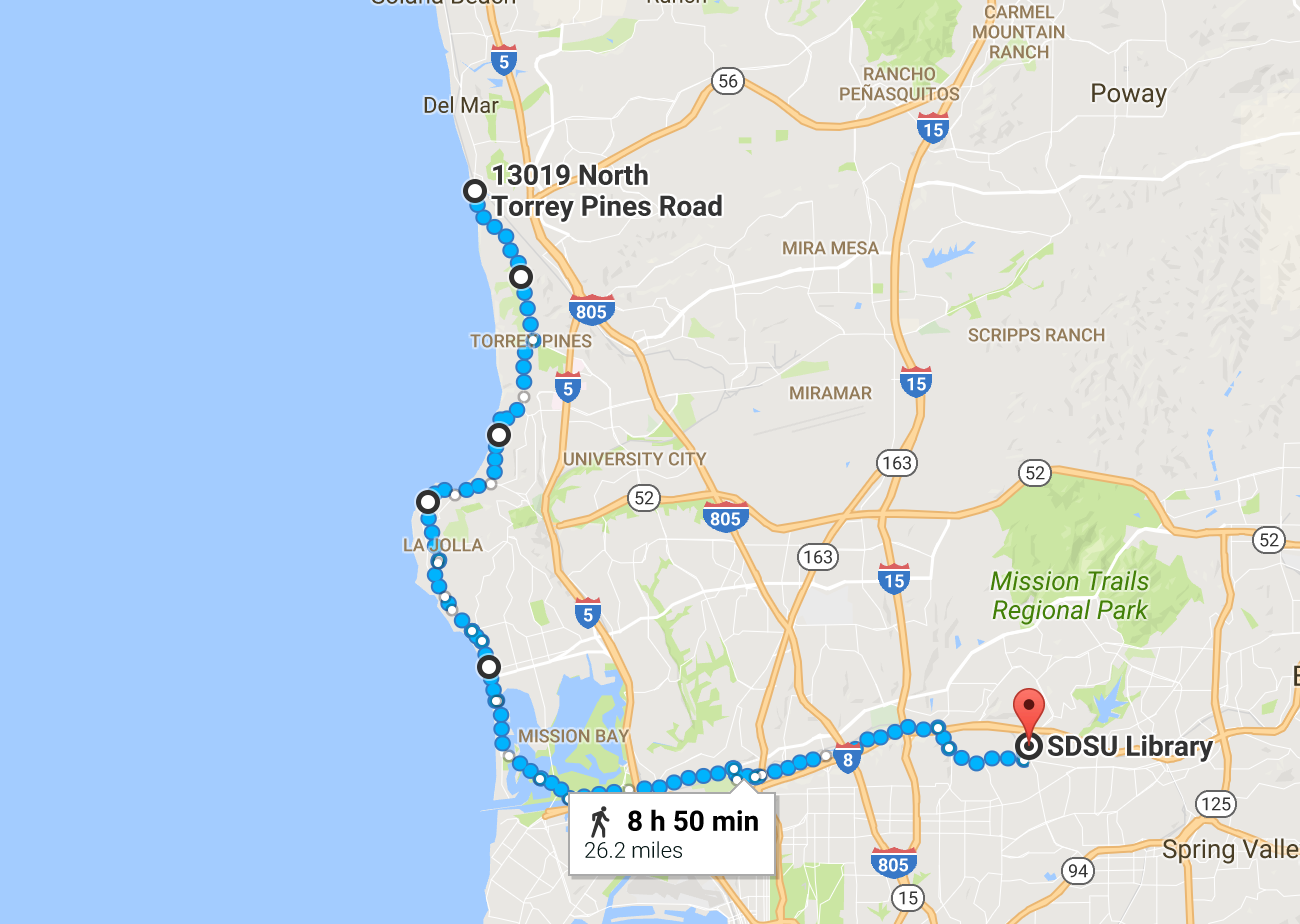 Solana Beach
Ranch
5
CARMEL
MOUNTAIN
RANCH
56
RANCHO
PEÑASQUITOS
Poway
Del Mar
15
13019 North
Torrey Pines Road
MIRA MESA
805
TORREY PINES
SCRIPPS RANCH
5
15
MIRAMAR
UNIVERSITY CITY
163
52
52
805
52
LA JOLLA
163
15
Mission Trails
Regional Park
5
MISSION BAY
SDSU Library
8
8 h 50 min
26.2 miles
125
Spring Valle
805
94
15